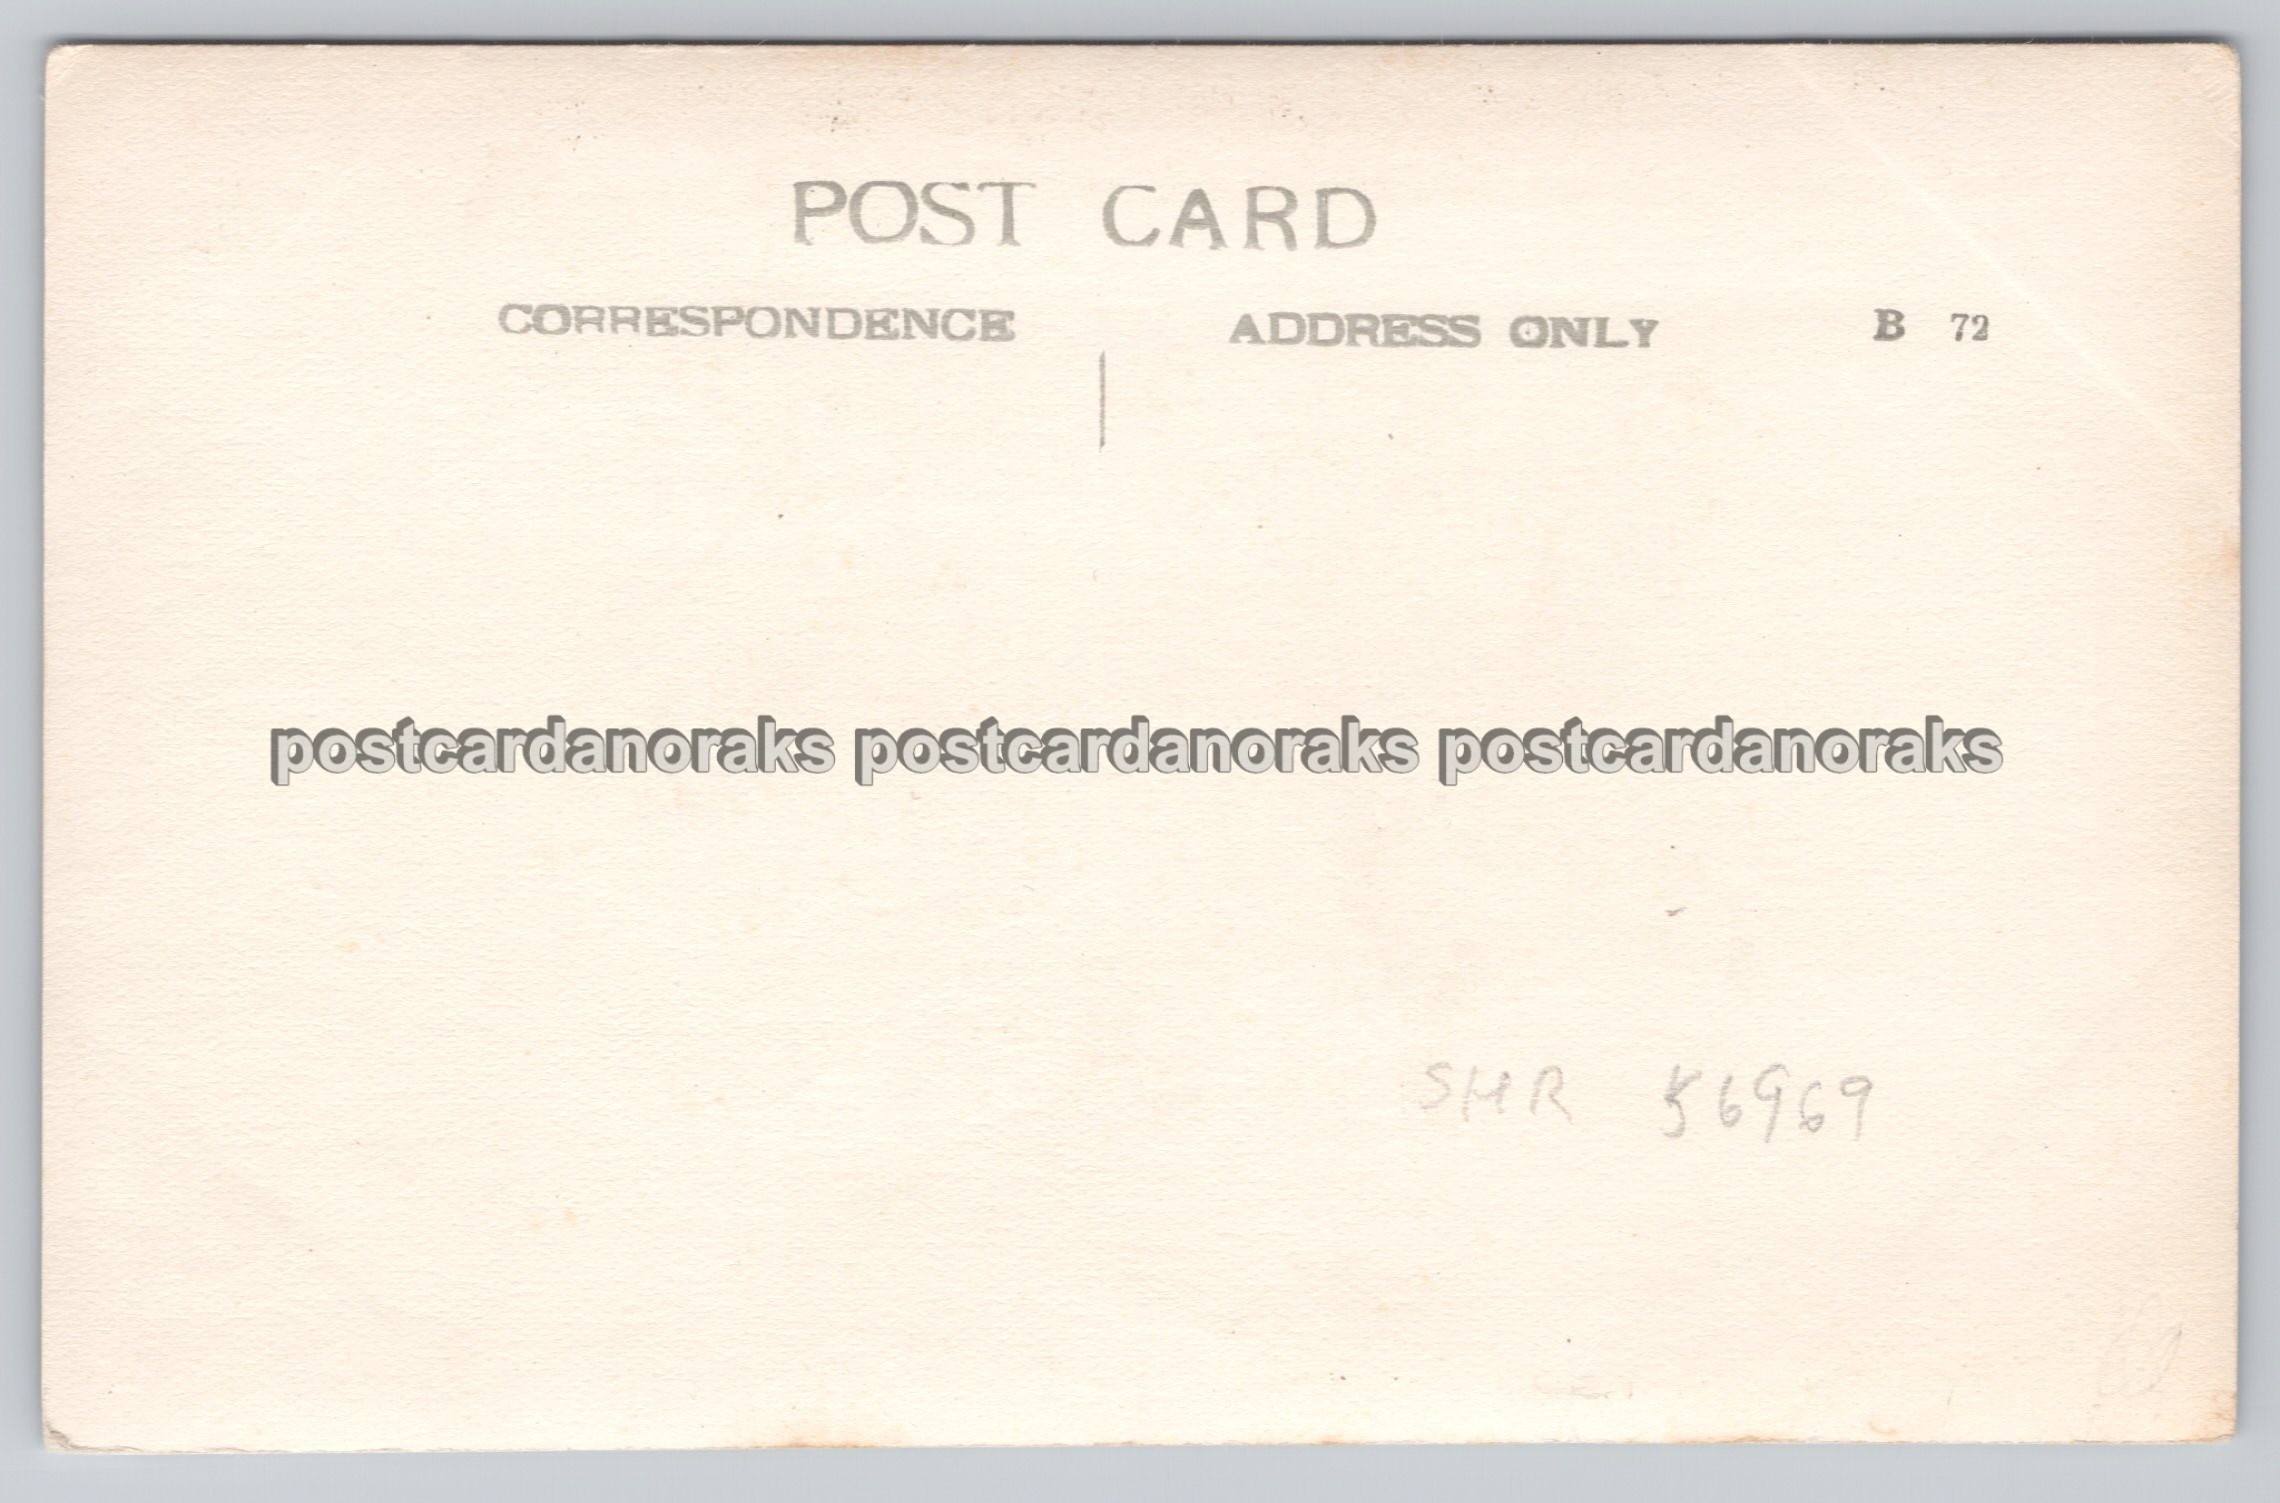 POST CARD
CORRESPONDENCE ADDRESS ONLY B 72
postcardanoraks postcardanoraks postcardanoraks
SHR 56969